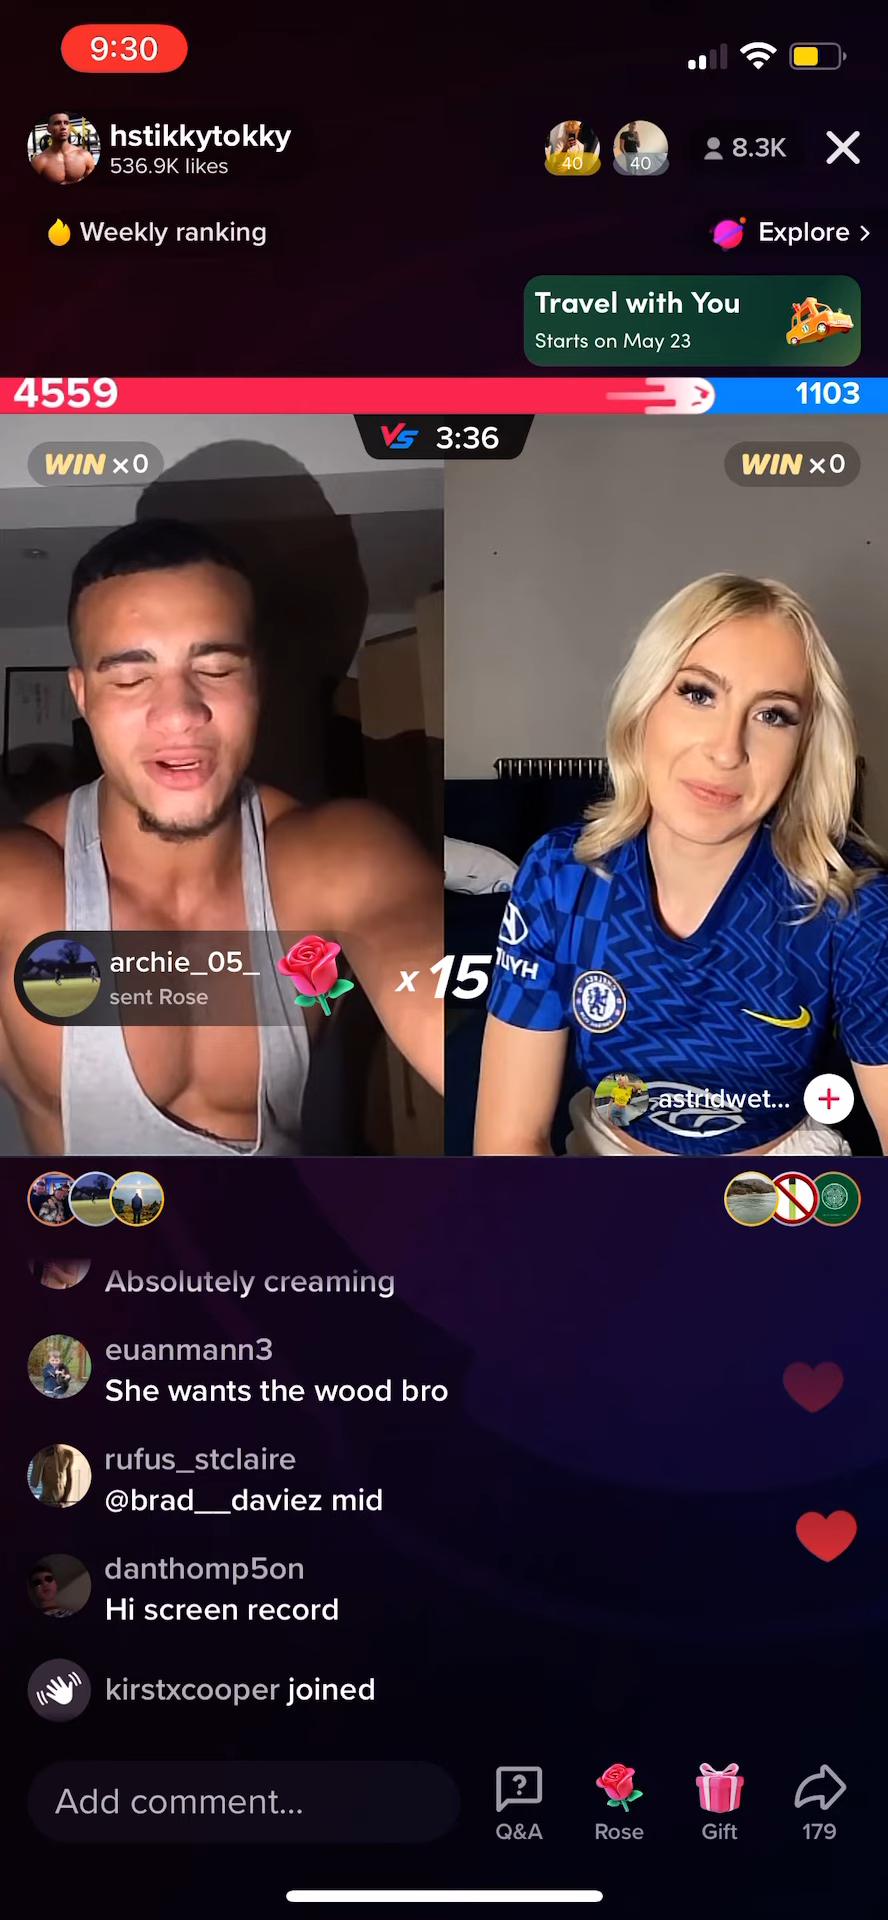 9:30
hstikkytokky
536.9K likes
40
40
8.3K
Weekly ranking
Explore >
Travel with You
Starts on May 23
4559
1103
WIN x0
VS 3:36
WIN x0
archie_05_
sent Rose
x 15
astridwet...
Absolutely creaming
euanmann3
She wants the wood bro
rufus_stclaire
@brad__daviez mid
danthomp5on
Hi screen record
kirstxcooper joined
Add comment...
Q&A
Rose
Gift
179